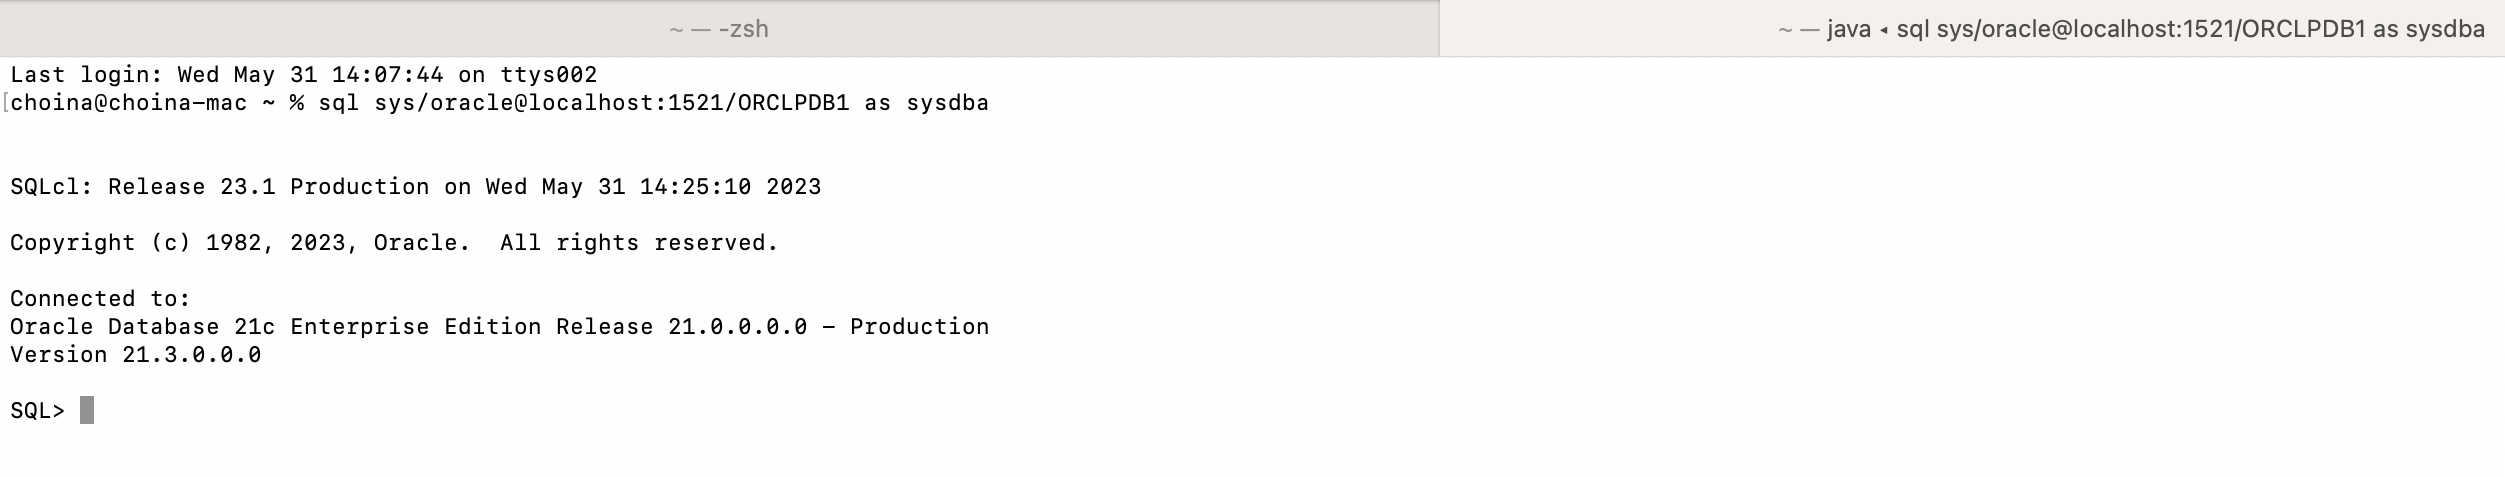 ~ — -zsh
~ — java ◂ sql sys/oracle@localhost:1521/ORCLPDB1 as sysdba
Last login: Wed May 31 14:07:44 on ttys002
[choina@choina-mac ~ % sql sys/oracle@localhost:1521/ORCLPDB1 as sysdba
SQLcl: Release 23.1 Production on Wed May 31 14:25:10 2023
Copyright (c) 1982, 2023, Oracle.  All rights reserved.
Connected to:
Oracle Database 21c Enterprise Edition Release 21.0.0.0.0 – Production
Version 21.3.0.0.0
SQL>